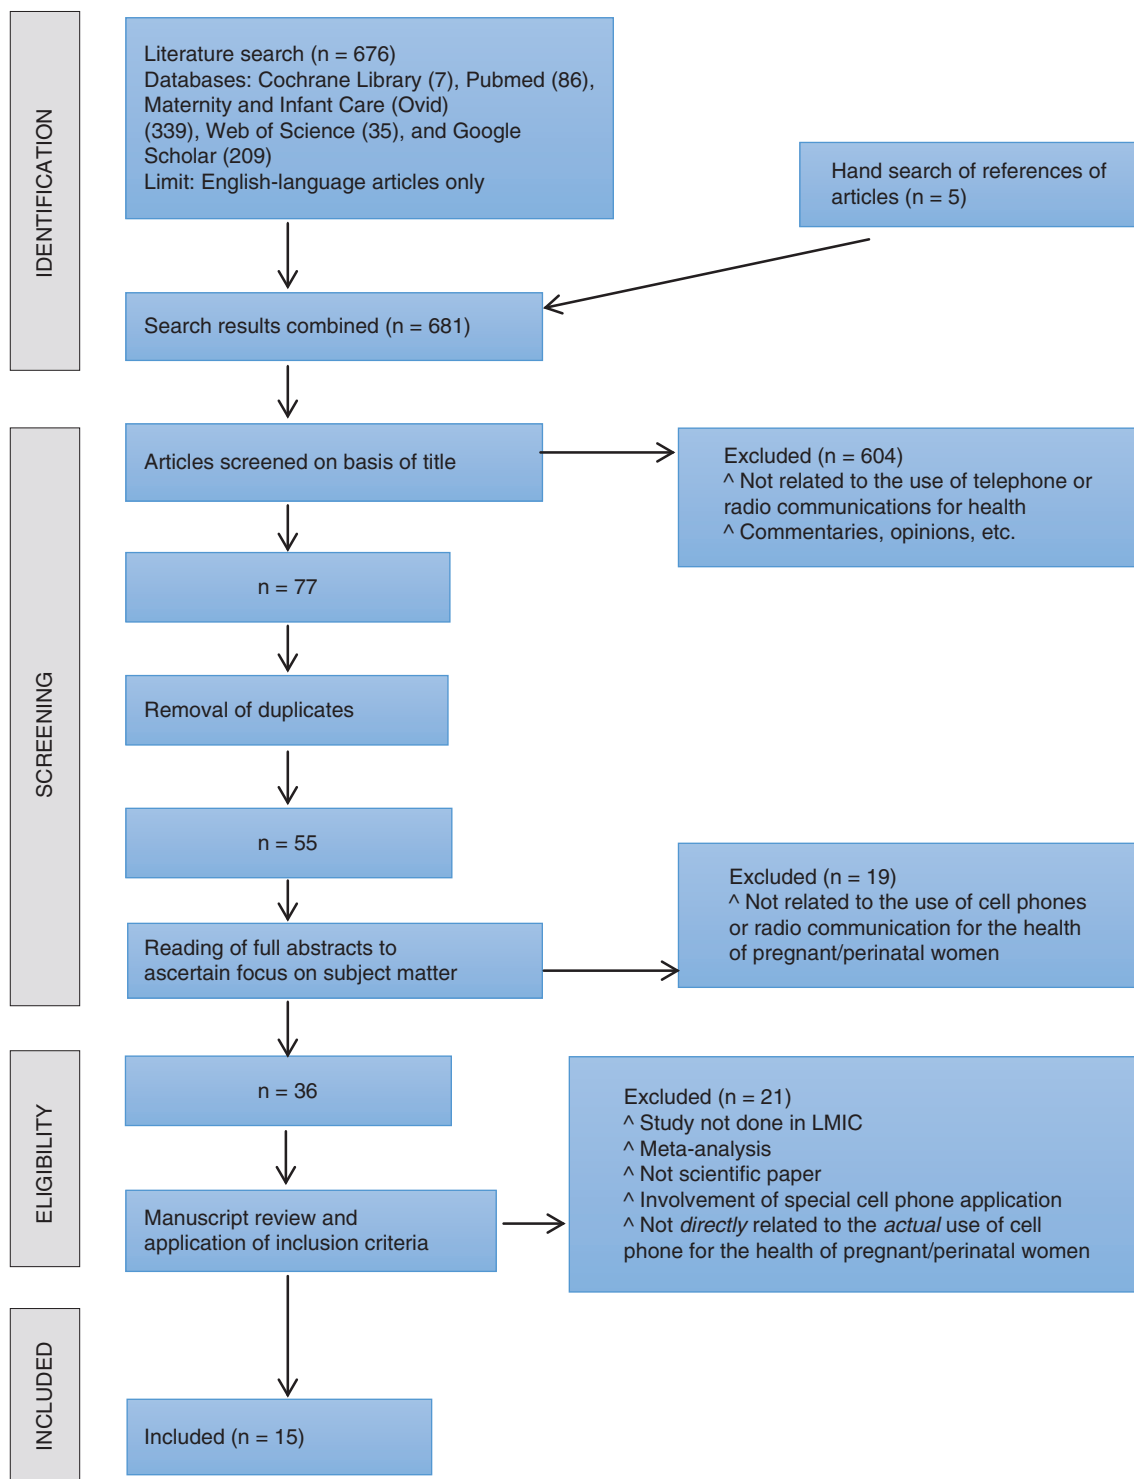 IDENTIFICATION
Literature search (n = 676)
Databases: Cochrane Library (7), Pubmed (86),
Maternity and Infant Care (Ovid)
(339), Web of Science (35), and Google
Scholar (209)
Limit: English-language articles only
Hand search of references of
articles (n = 5)
Search results combined (n = 681)
SCREENING
Articles screened on basis of title
Excluded (n = 604)
^ Not related to the use of telephone or
radio communications for health
^ Commentaries, opinions, etc.
n = 77
Removal of duplicates
n = 55
Reading of full abstracts to
ascertain focus on subject matter
Excluded (n = 19)
^ Not related to the use of cell phones
or radio communication for the health
of pregnant/perinatal women
ELIGIBILITY
n = 36
Manuscript review and
application of inclusion criteria
Excluded (n = 21)
^ Study not done in LMIC
^ Meta-analysis
^ Not scientific paper
^ Involvement of special cell phone application
^ Not directly related to the actual use of cell
phone for the health of pregnant/perinatal women
INCLUDED
Included (n = 15)